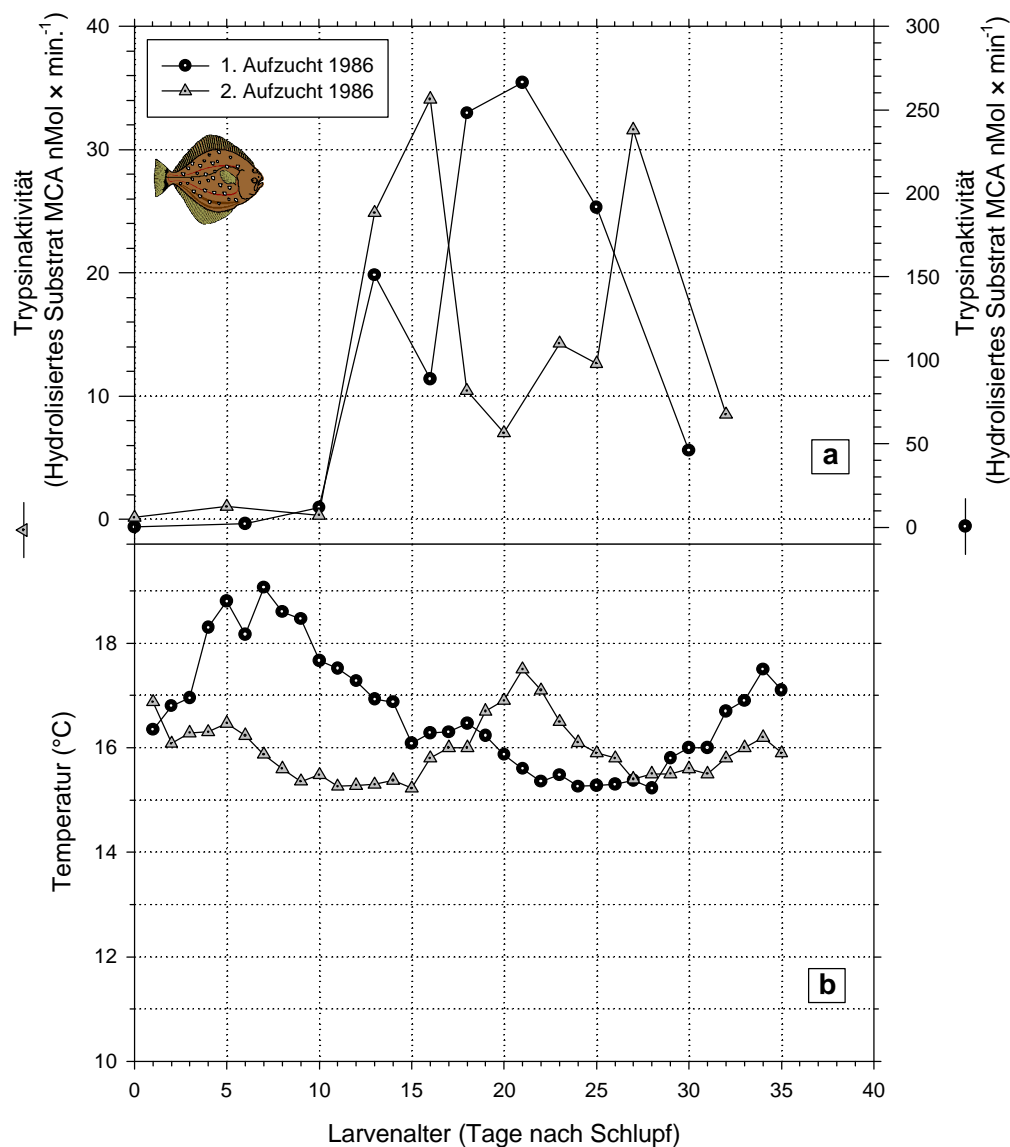 1. Aufzucht 1986
2. Aufzucht 1986
Trypsinaktivität
(Hydrolisiertes Substrat MCA nMol × min.⁻¹)
40
30
20
10
0
300
250
200
150
100
50
0
Trypsinaktivität
(Hydrolisiertes Substrat MCA nMol × min⁻¹)
a
Temperatur (°C)
18
16
14
12
10
b
0 5 10 15 20 25 30 35 40
Larvenalter (Tage nach Schlupf)